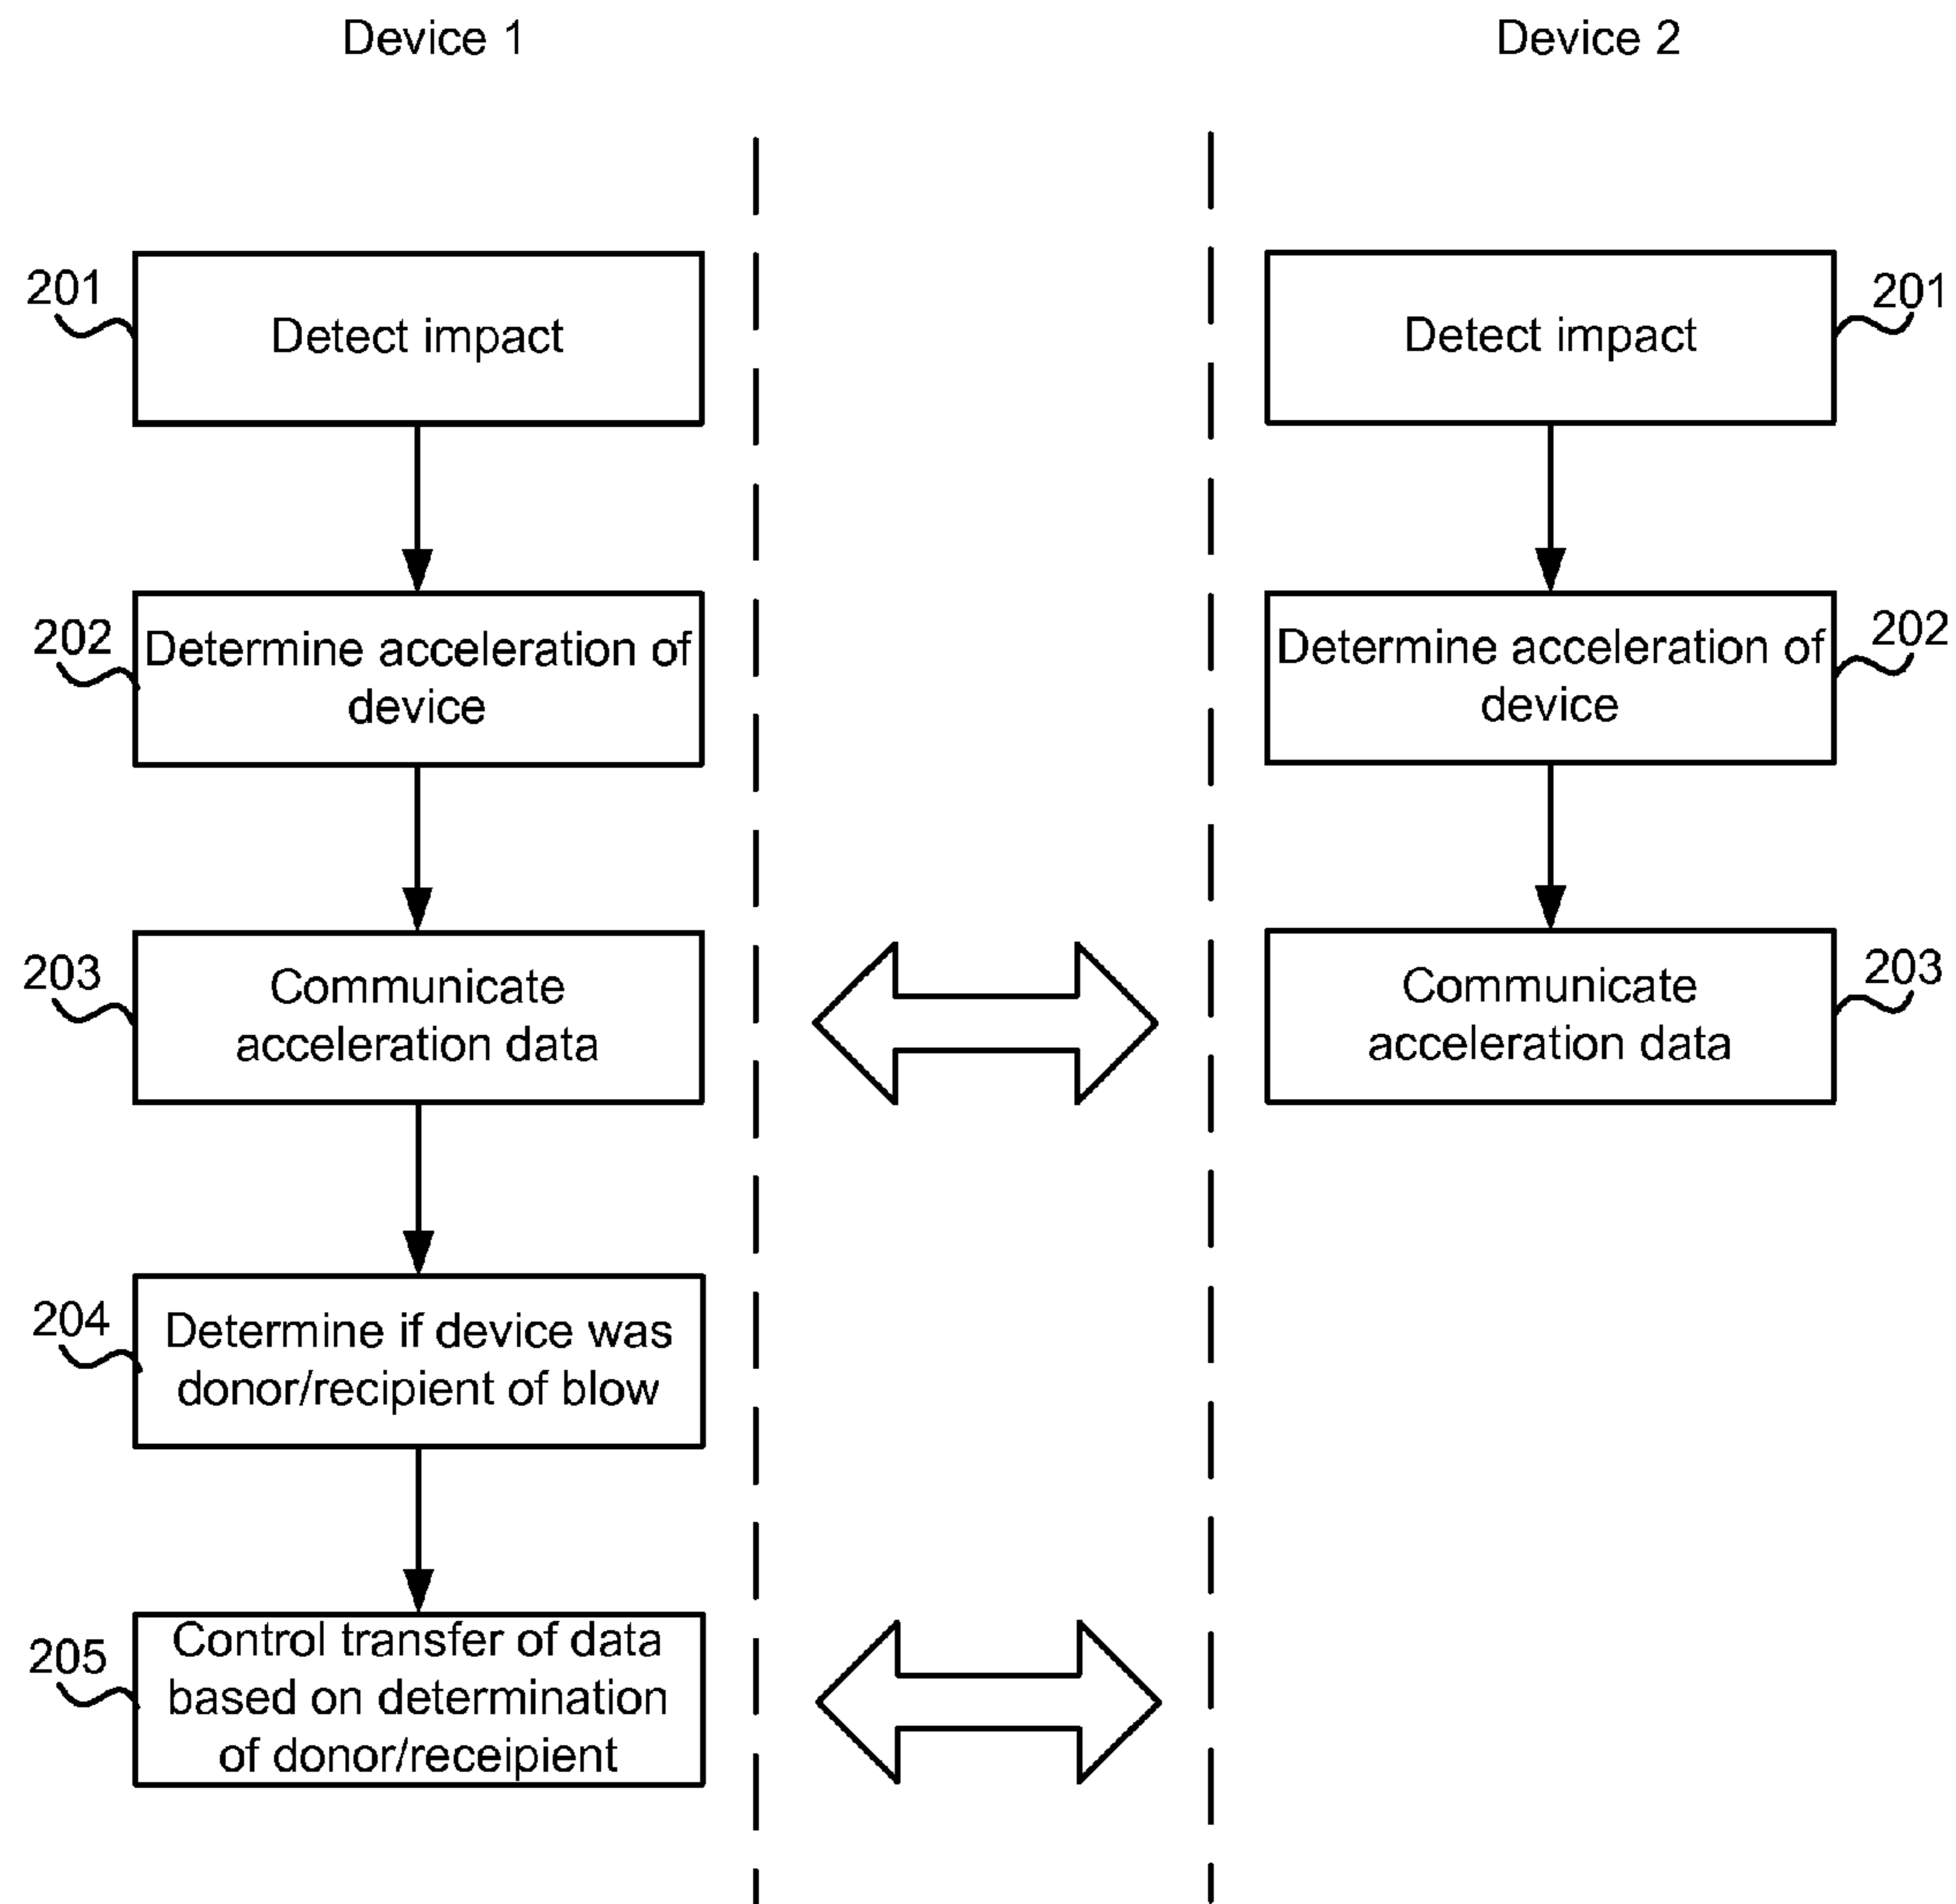 Device 1
Device 2
201
Detect impact
Detect impact
201
202
Determine acceleration of
device
Determine acceleration of
device
202
203
Communicate
acceleration data
Communicate
acceleration data
203
204
Determine if device was
donor/recipient of blow
205
Control transfer of data
based on determination
of donor/receipient